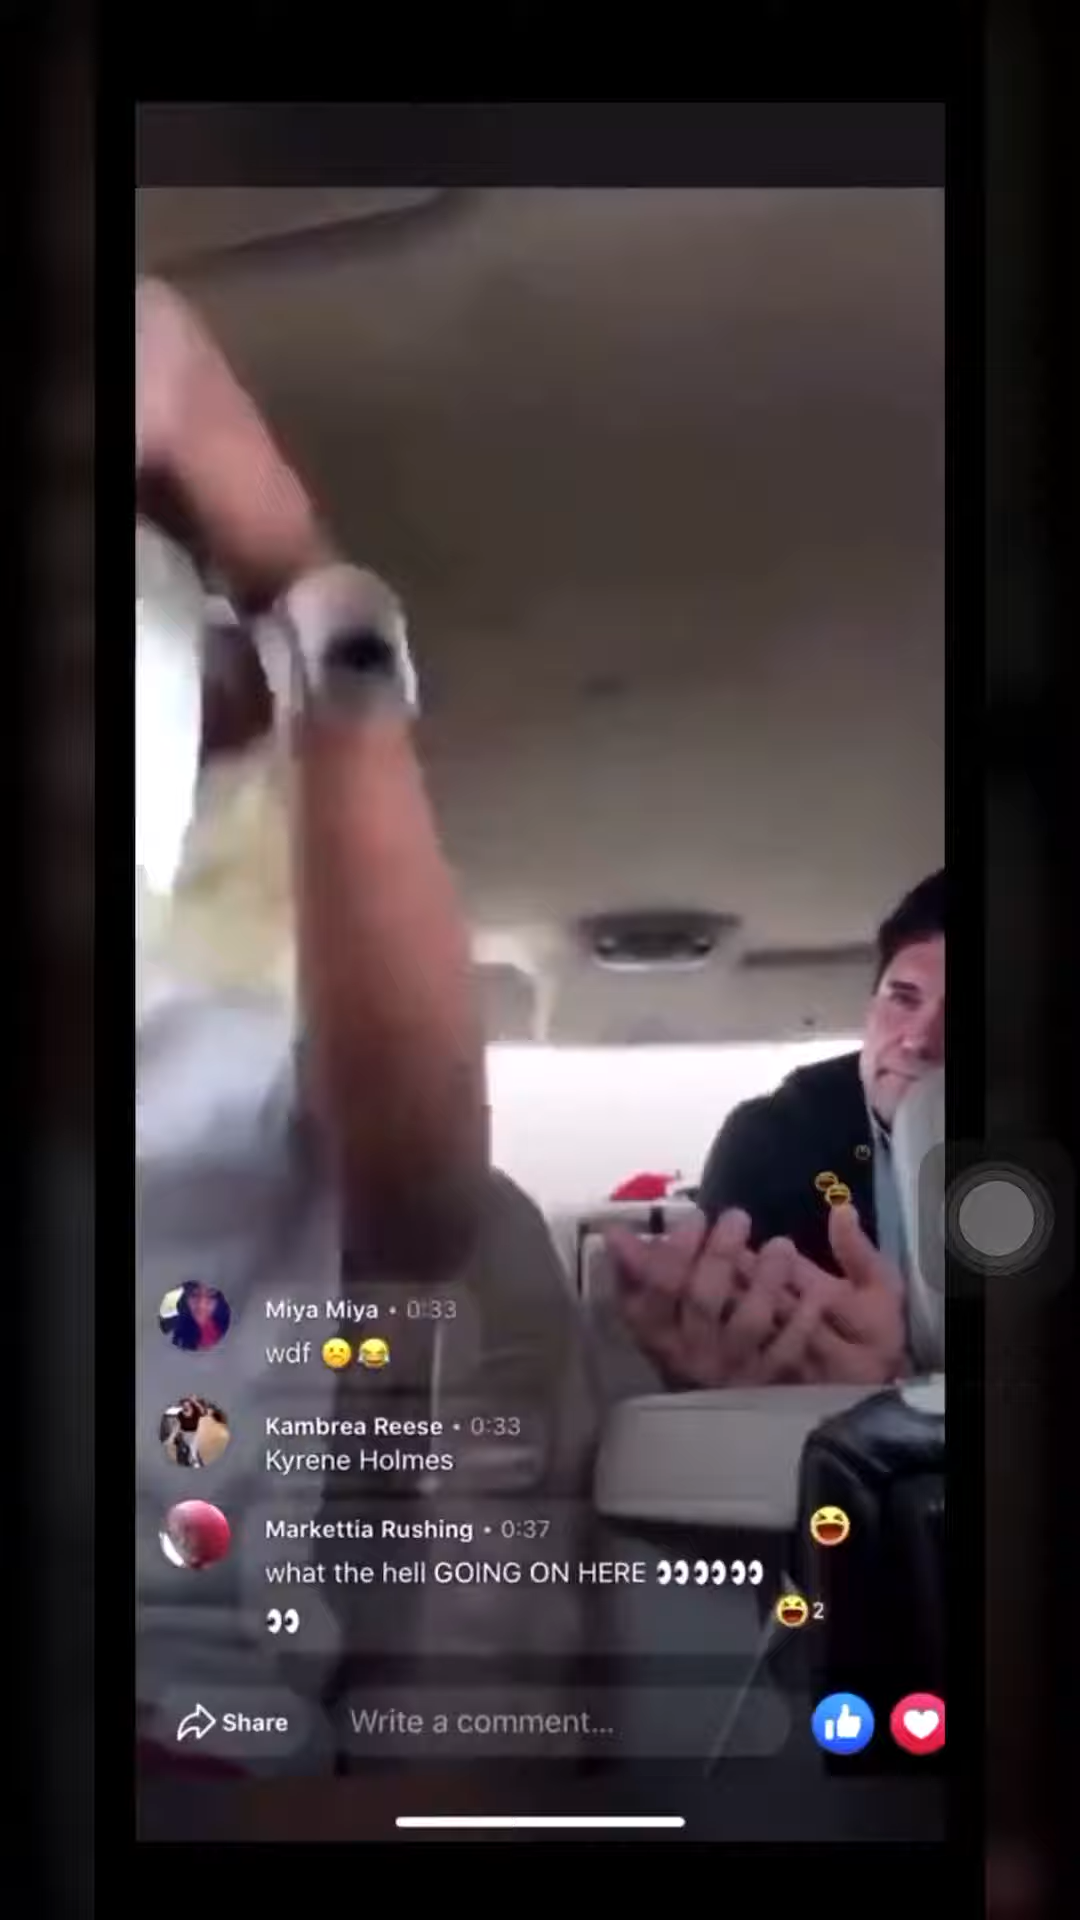 Miya Miya • 0:33
wdf ☹️😂
Kambrea Reese • 0:33
Kyrene Holmes
Markettia Rushing • 0:37
what the hell GOING ON HERE 👀👀👀👀👀👀
👀👀
2
Share
Write a comment...